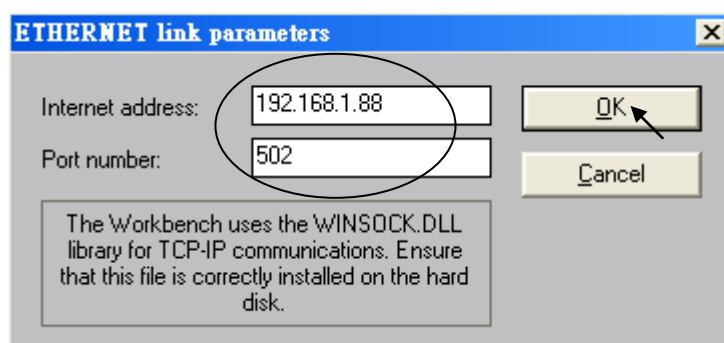 ETHERNET link parameters
Internet address: 192.168.1.88 OK
Port number: 502
Cancel
The Workbench uses the WINSOCK.DLL
library for TCP-IP communications. Ensure
that this file is correctly installed on the hard
disk.